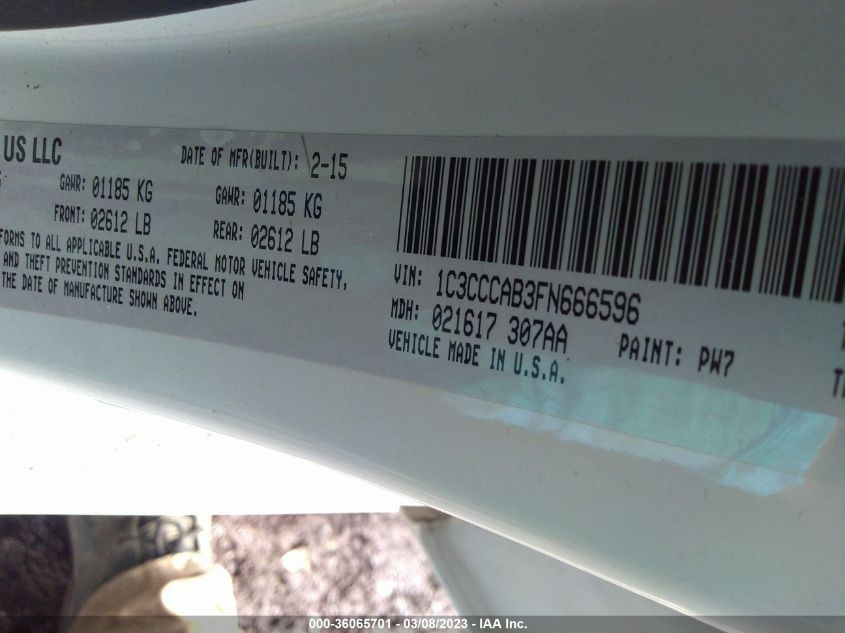 US LLC
DATE OF MFR(BUILT): 2-15
GAWR: 01185 KG
FRONT: 02612 LB
GAWR: 01185 KG
REAR: 02612 LB
TO ALL APPLICABLE U.S.A. FEDERAL MOTOR VEHICLE SAFETY,
AND THEFT PREVENTION STANDARDS IN EFFECT ON
THE DATE OF MANUFACTURE SHOWN ABOVE.
VIN: 1C3CCCAB3FN666596
MDH: 021617 307AA
PAINT: PW7
VEHICLE MADE IN U.S.A.
000-36065701 - 03/08/2023 - IAA Inc.